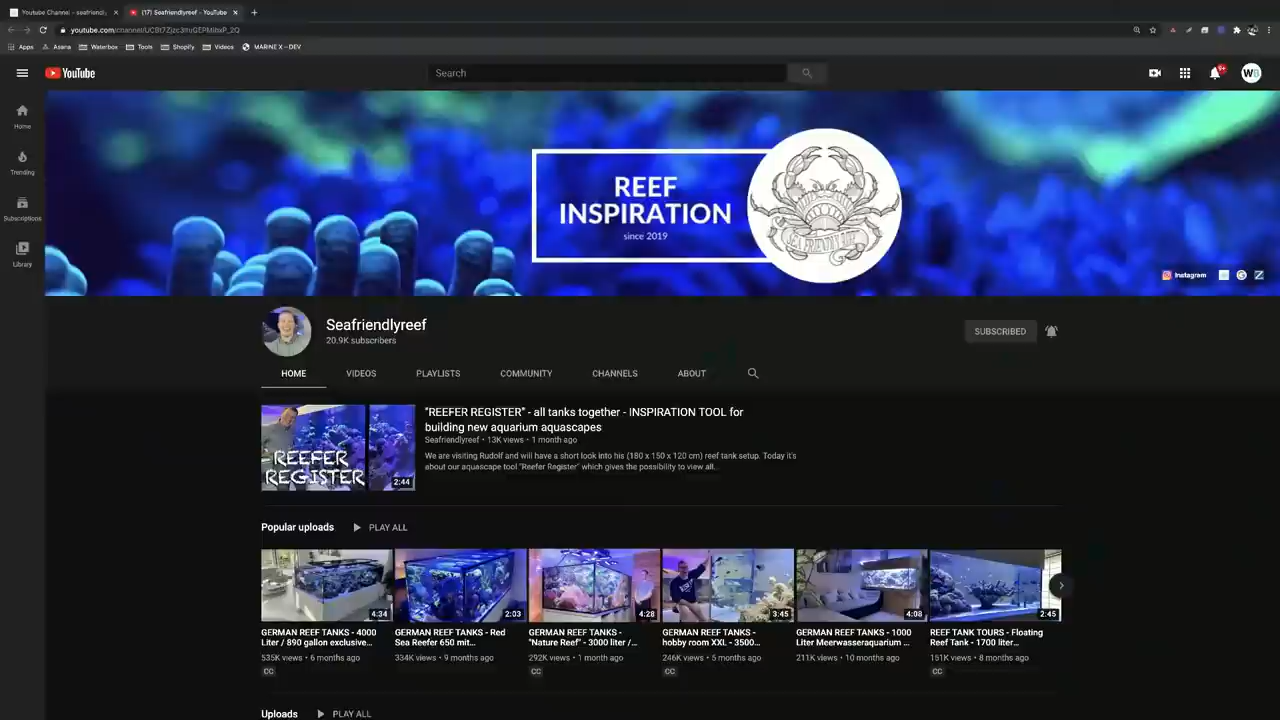 Youtube Channel - seafriendly
(17) Seafriendlyreef - YouTube
Apps
Asana
Waterbox
Tools
Shopify
Videos
MARINE X - DEV
YouTube
Search
9+
WB
Home
Trending
Subscriptions
Library
REEF
INSPIRATION
since 2019
Instagram
Seafriendlyreef
20.9K subscribers
SUBSCRIBED
HOME
VIDEOS
PLAYLISTS
COMMUNITY
CHANNELS
ABOUT
REEFER
REGISTER
2:44
"REEFER REGISTER" - all tanks together - INSPIRATION TOOL for
building new aquarium aquascapes
Seafriendlyreef • 13K views • 1 month ago
We are visiting Rudolf and will have a short look into his (180 x 150 x 120 cm) reef tank setup. Today it's
about our aquascape tool "Reefer Register" which gives the possibility to view all...
Popular uploads
PLAY ALL
4:34
2:03
4:28
3:45
4:08
2:45
GERMAN REEF TANKS - 4000
Liter / 890 gallon exclusive...
535K views • 6 months ago
CC
GERMAN REEF TANKS - Red
Sea Reefer 650 mit...
334K views • 9 months ago
GERMAN REEF TANKS -
"Nature Reef" - 3000 liter /...
292K views • 1 month ago
CC
GERMAN REEF TANKS -
hobby room XXL - 3500...
246K views • 5 months ago
CC
GERMAN REEF TANKS - 1000
Liter Meerwasseraquarium ...
211K views • 10 months ago
REEF TANK TOURS - Floating
Reef Tank - 1700 liter...
151K views • 8 months ago
CC
Uploads
PLAY ALL